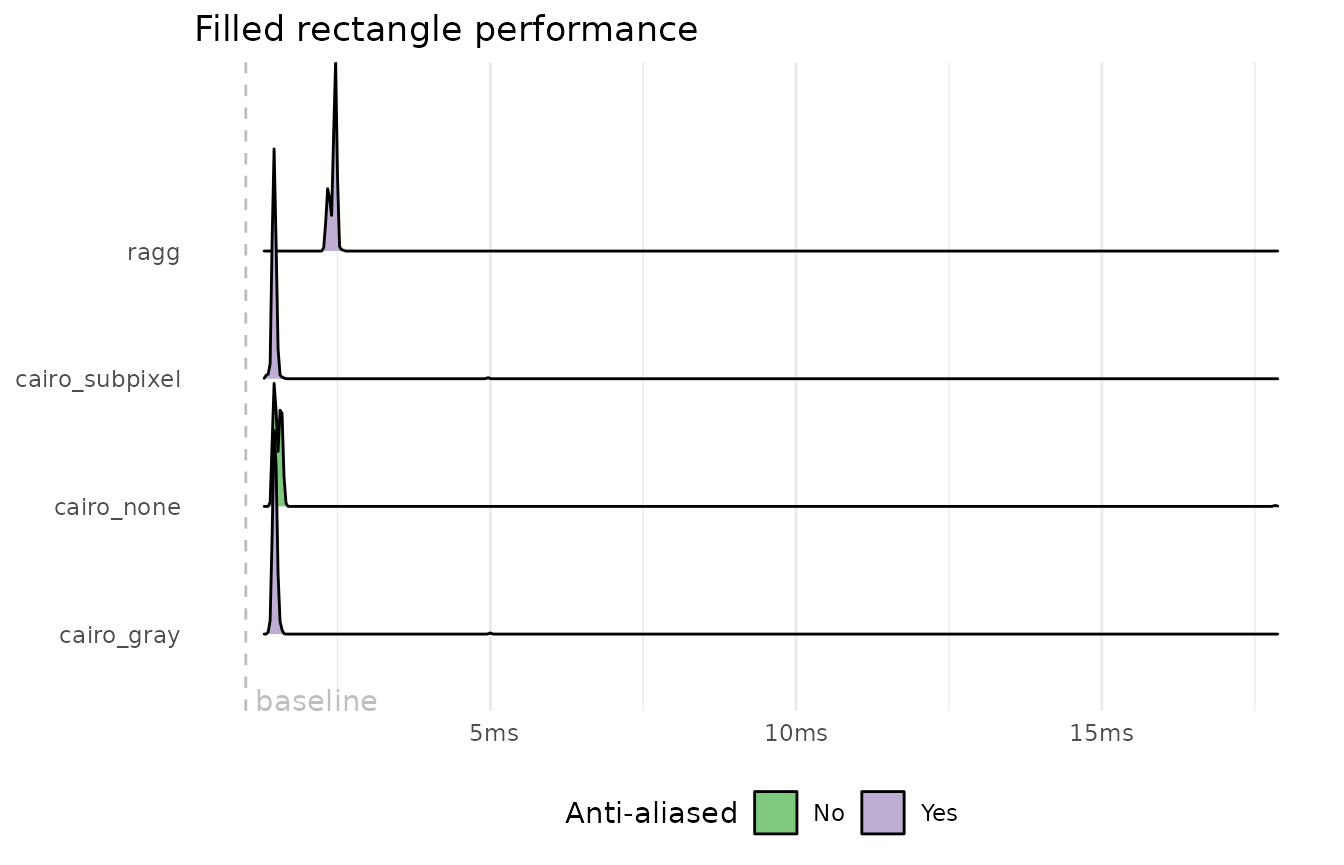 Filled rectangle performance
ragg
cairo_subpixel
cairo_none
cairo_gray
baseline
5ms 10ms 15ms
Anti-aliased No Yes